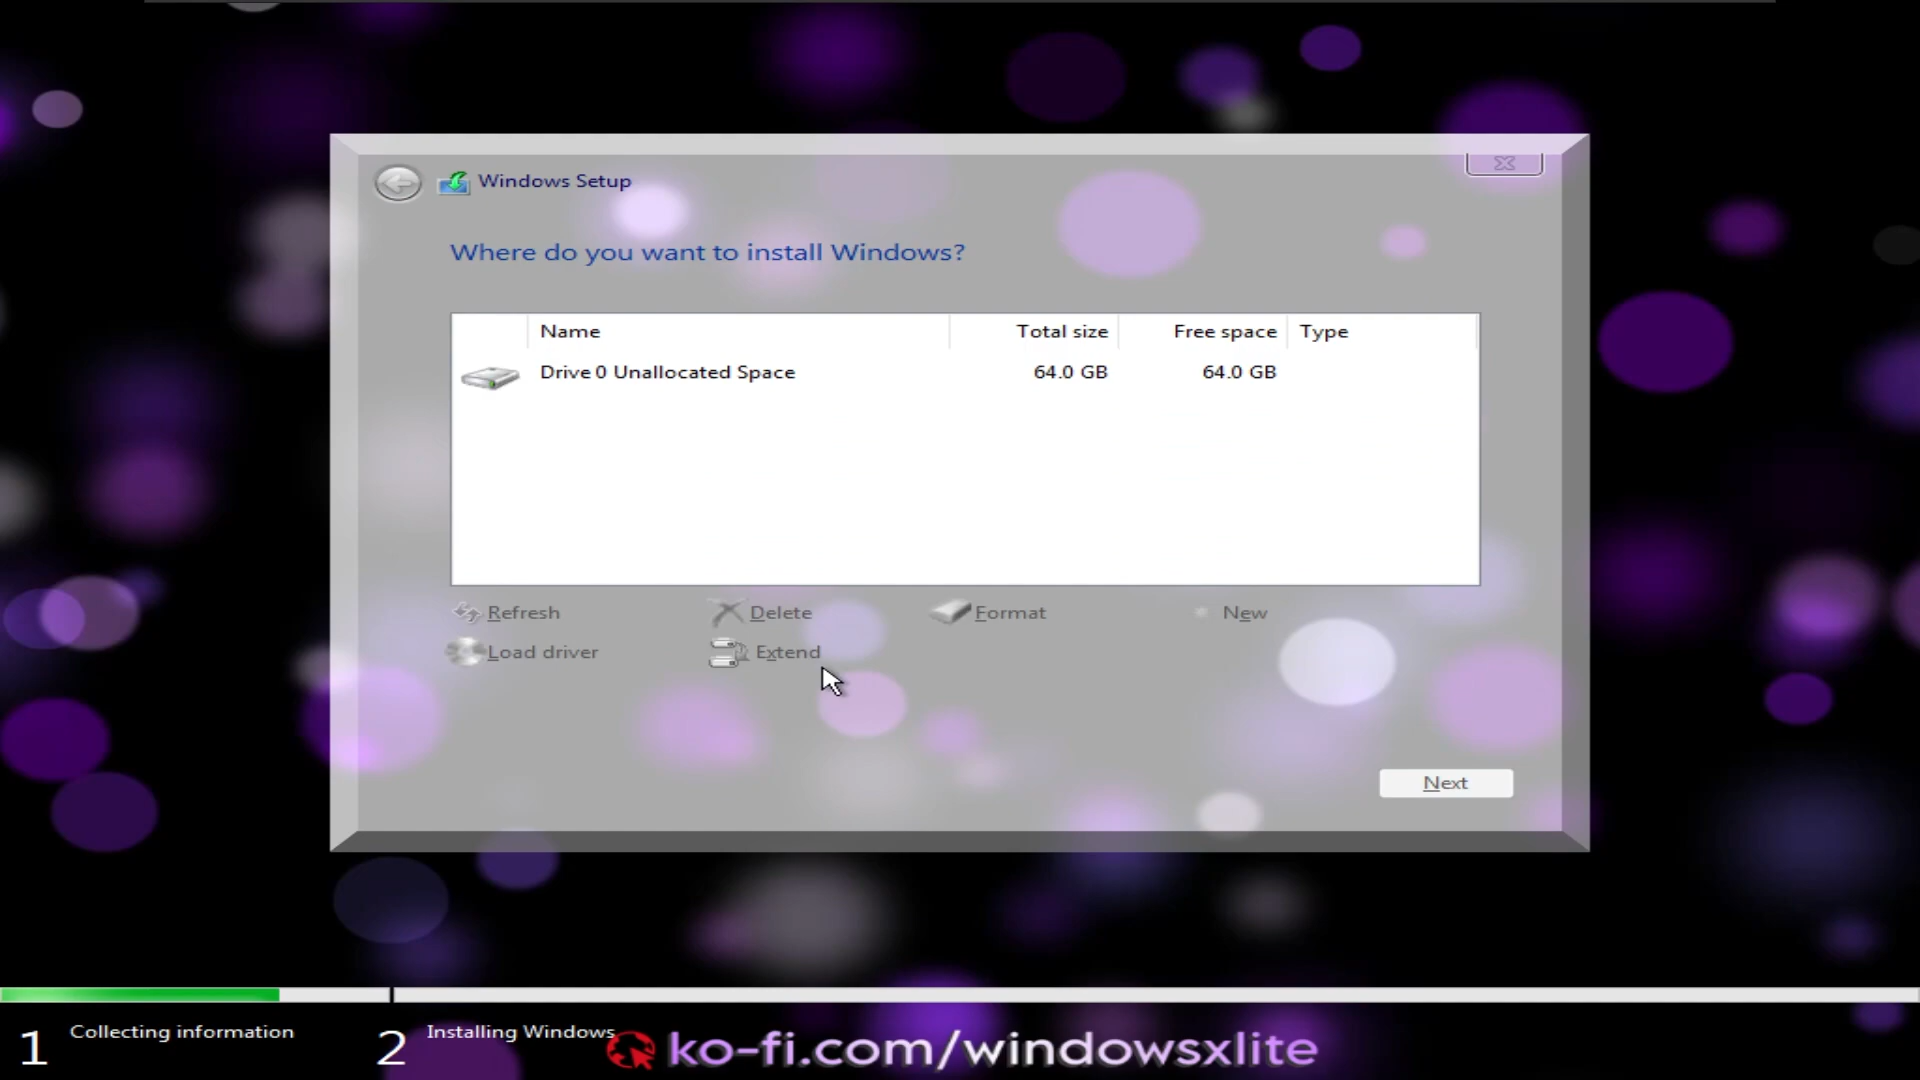 Windows Setup
Where do you want to install Windows?
Name Total size Free space Type
Drive 0 Unallocated Space 64.0 GB 64.0 GB
Refresh Delete Format New
Load driver Extend
Next
1 Collecting information 2 Installing Windows
ko-fi.com/windowsxlite